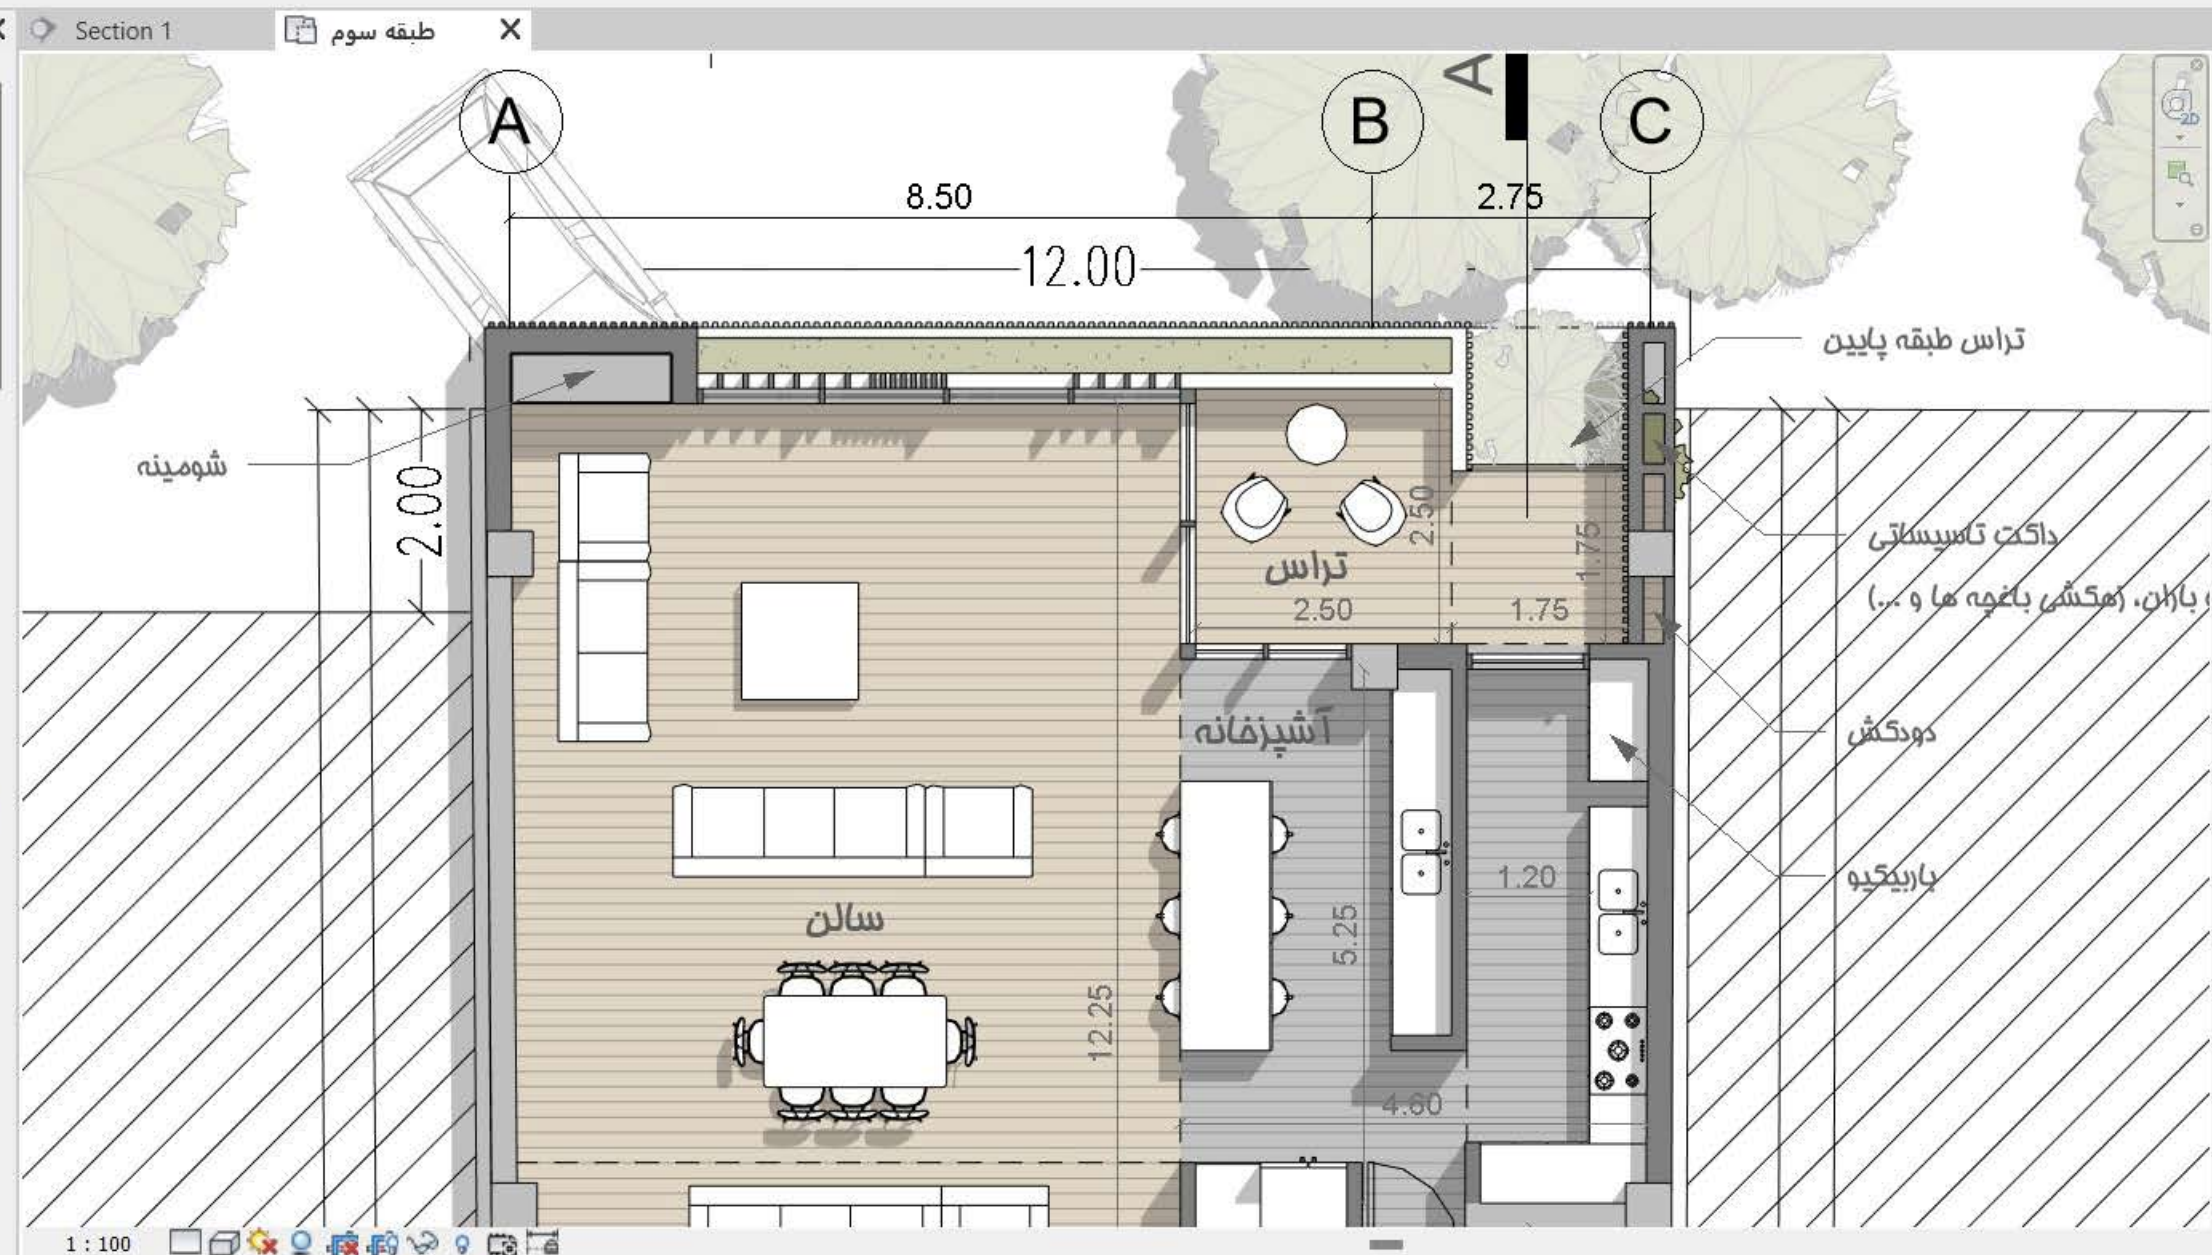 Section 1
طبقه سوم
A
B
A
C
8.50
2.75
12.00
تراس طبقه پایین
شومینه
2.00
2.50
1.75
داکت تاسیساتی
باران، زهکشی باغچه ها و ...)
تراس
2.50
1.75
آشپزخانه
دودکش
باربیکیو
1.20
سالن
5.25
12.25
4.60
1 : 100
2D